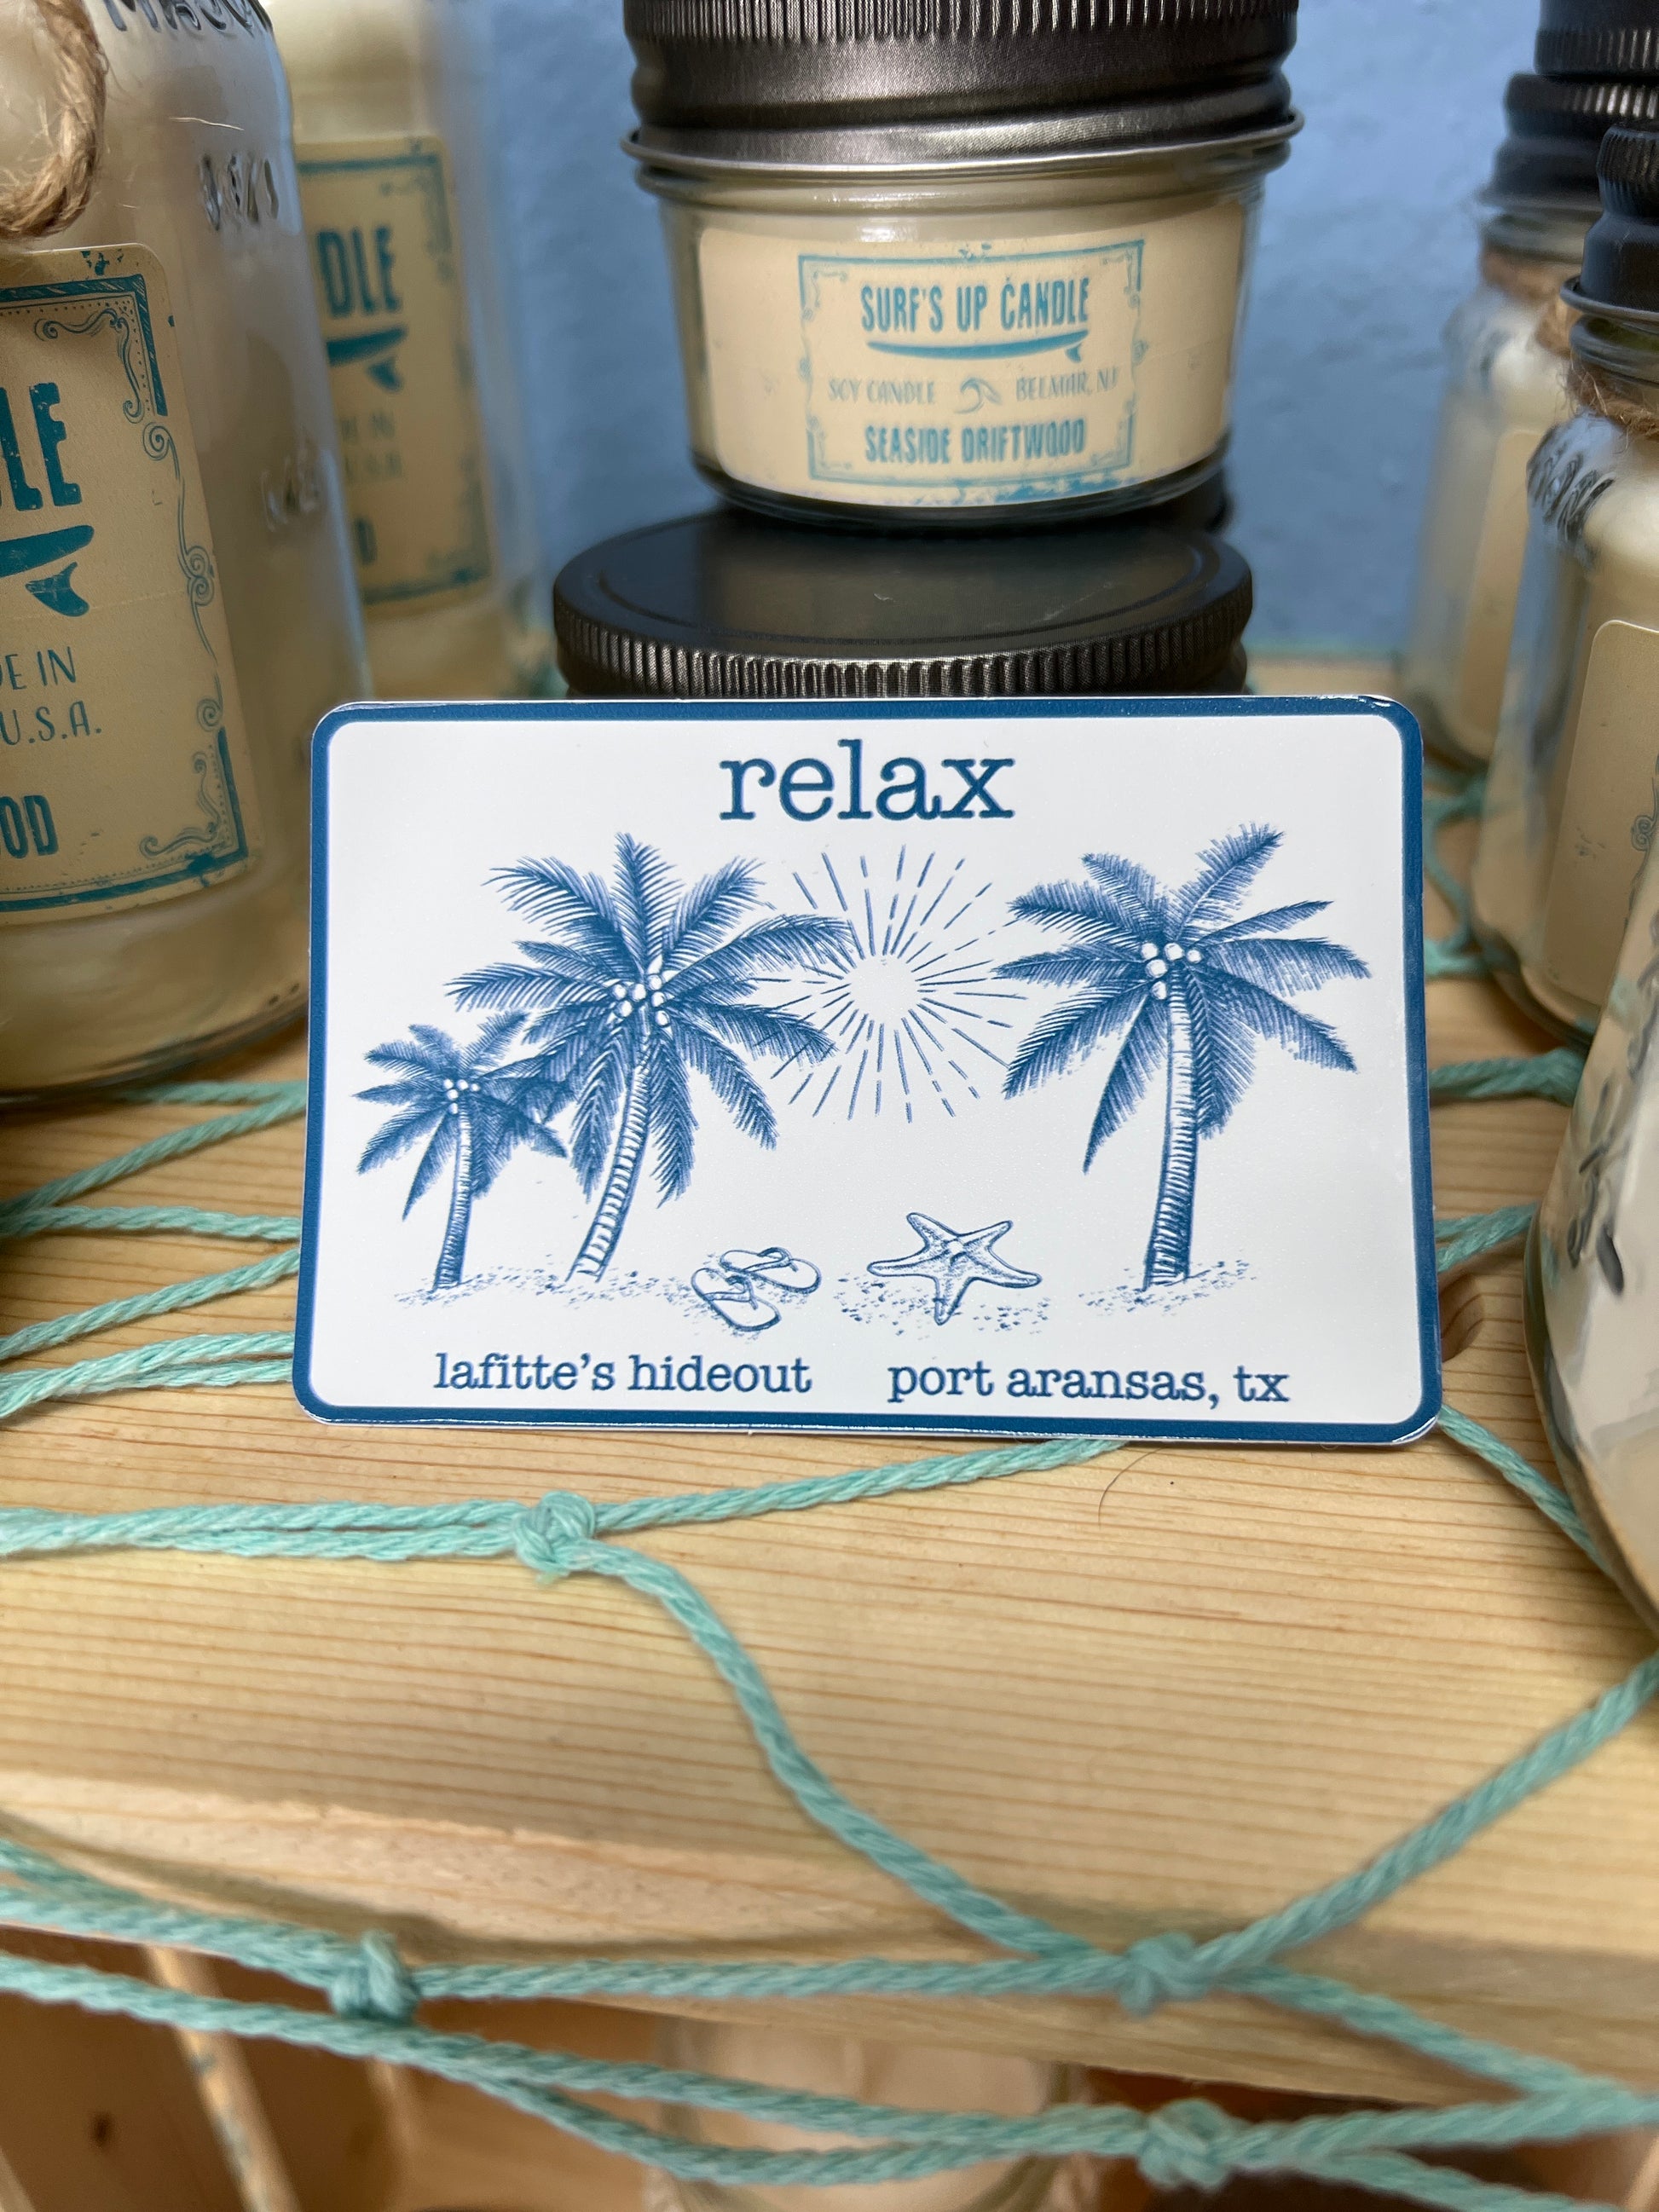 SURF'S UP CANDLE
SOY CANDLE BELMAR, NJ
SEASIDE DRIFTWOOD
DLE
LE
DE IN
U.S.A.
OD
relax
lafitte's hideout port aransas, tx